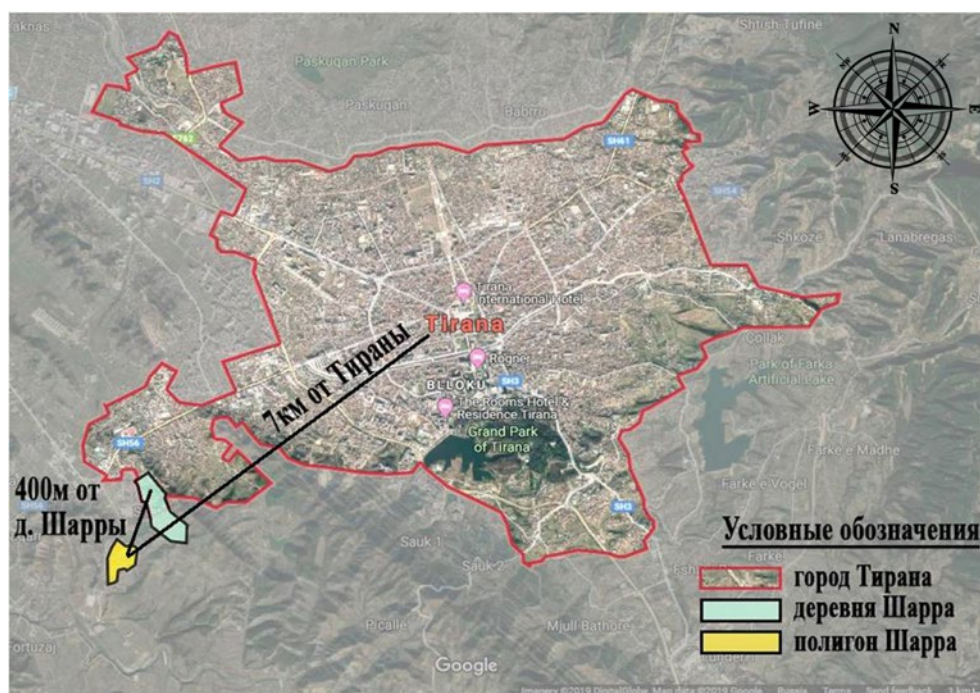 Paskuqan Park
Shtish Tufine
Paskuqan
Babrru
N
W
E
S
SH61
SH2
SH54
Shkoze
Lanabregas
Tirana
International Hotel
Tirana
Rogner
BLLOKU
SH3
The Rooms Hotel &
Residence Tirana
Grand Park
of Tirana
Collak
Park of Farka
Artificial Lake
7км от Тираны
SH56
400м от
д. Шарры
Farke e Madhe
Farke e Vogel
SH3
Sauk 1
Sauk 2
Picalle
Mjull Bathore
Google
Условные обозначения
город Тирана
деревня Шарра
полигон Шарра